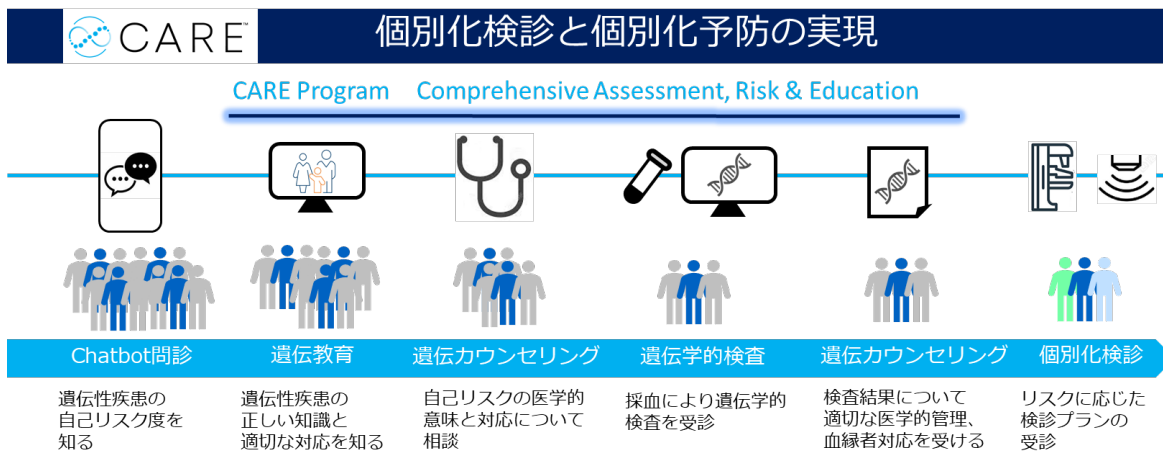 CARE™
個別化検診と個別化予防の実現
CARE Program Comprehensive Assessment, Risk & Education
Chatbot問診
遺伝教育
遺伝カウンセリング
遺伝学的検査
遺伝カウンセリング
個別化検診
遺伝性疾患の
自己リスク度を
知る
遺伝性疾患の
正しい知識と
適切な対応を知る
自己リスクの医学的
意味と対応について
相談
採血により遺伝学的
検査を受診
検査結果について
適切な医学的管理、
血縁者対応を受ける
リスクに応じた
検診プランの
受診